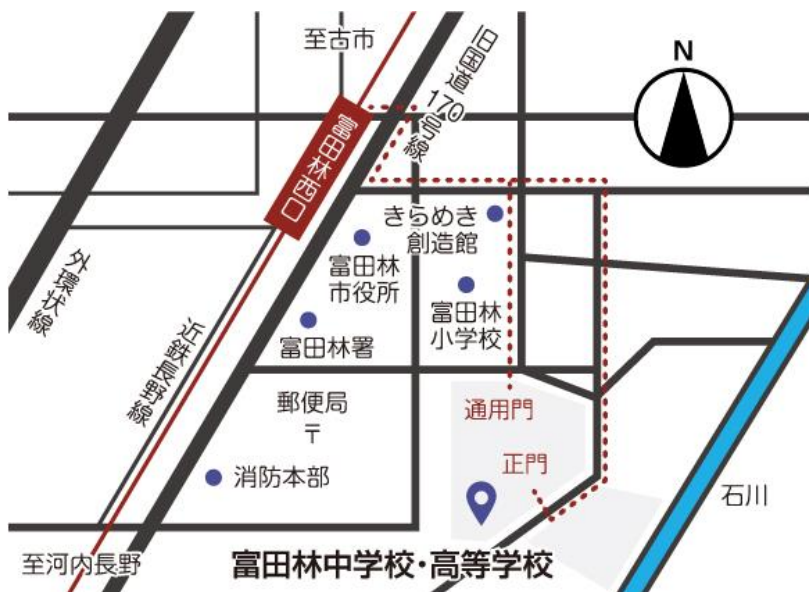 至古市
旧国道170号線
N
富田林西口
きらめき
創造館
富田林
市役所
富田林
小学校
外環状線
富田林署
近鉄長野線
郵便局
〒
通用門
正門
消防本部
石川
至河内長野
富田林中学校・高等学校